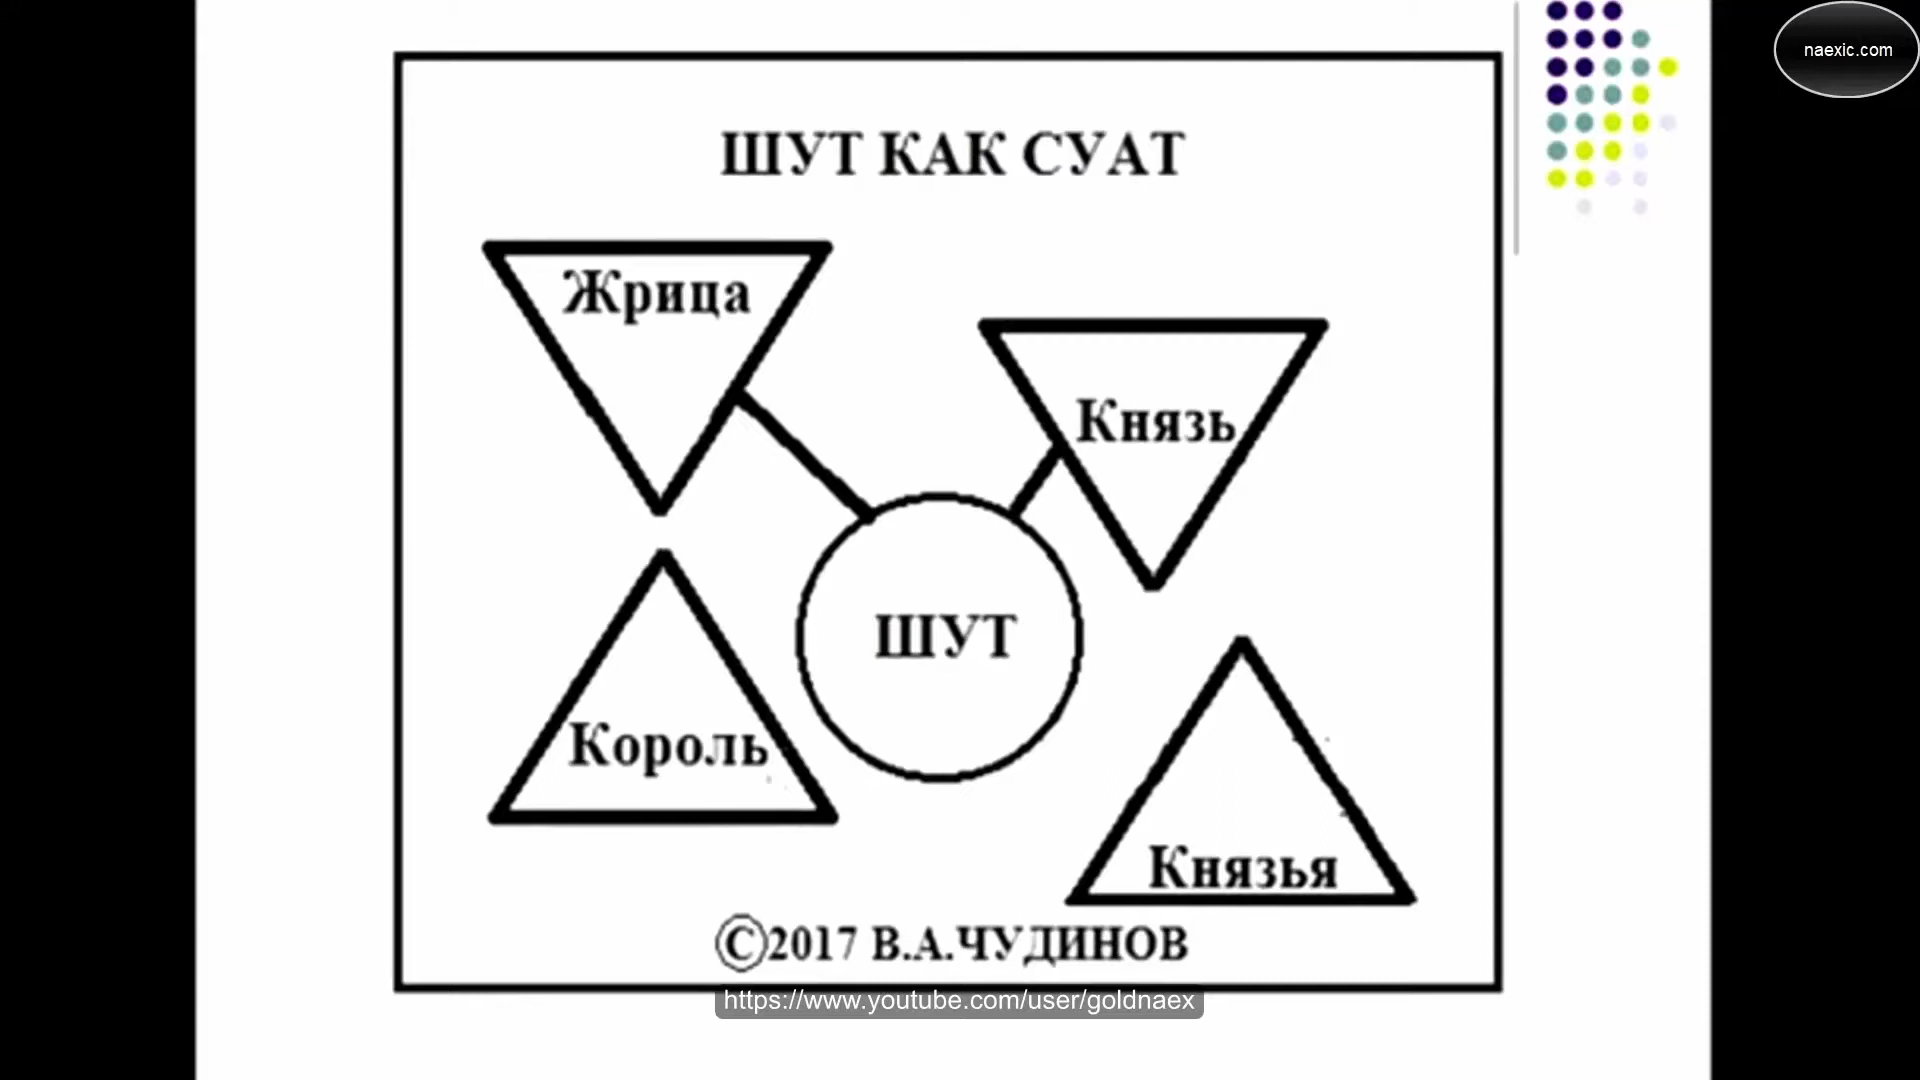 naexic.com
ШУТ КАК СУАТ
Жрица
Князь
ШУТ
Король
Князья
©2017 В.А.ЧУДИНОВ
https://www.youtube.com/user/goldnaex